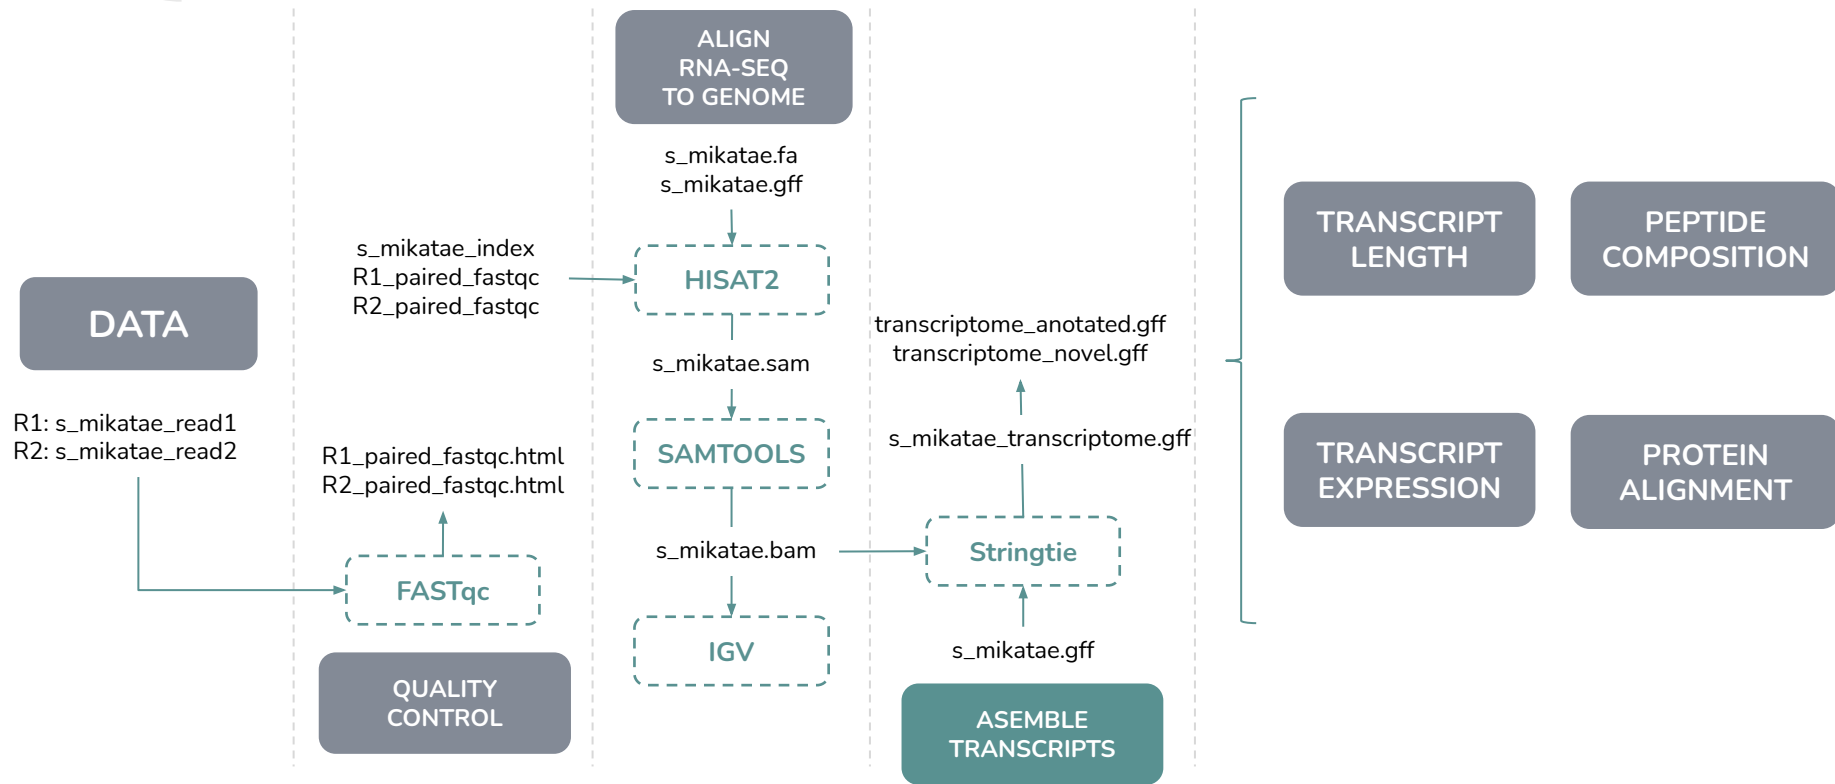 DATA
R1: s_mikatae_read1
R2: s_mikatae_read2
s_mikatae_index
R1_paired_fastqc
R2_paired_fastqc
R1_paired_fastqc.html
R2_paired_fastqc.html
FASTqc
QUALITY
CONTROL
ALIGN
RNA-SEQ
TO GENOME
s_mikatae.fa
s_mikatae.gff
HISAT2
s_mikatae.sam
SAMTOOLS
s_mikatae.bam
IGV
transcriptome_anotated.gff
transcriptome_novel.gff
s_mikatae_transcriptome.gff
Stringtie
s_mikatae.gff
ASEMBLE
TRANSCRIPTS
TRANSCRIPT
LENGTH
PEPTIDE
COMPOSITION
TRANSCRIPT
EXPRESSION
PROTEIN
ALIGNMENT